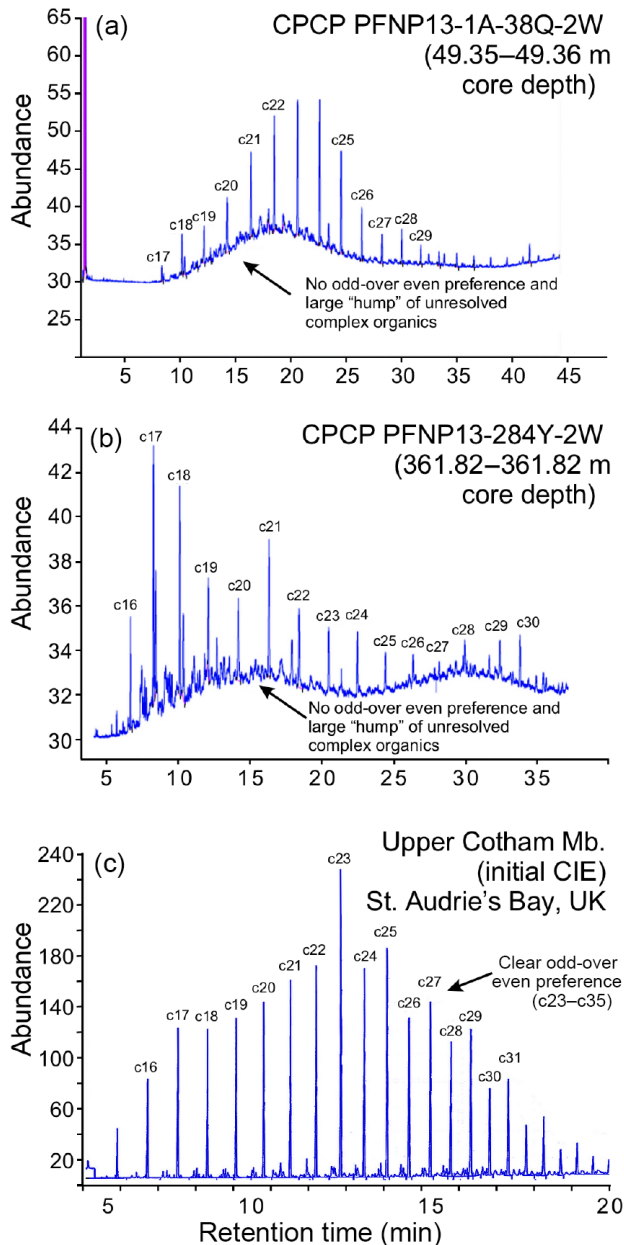 (a)
CPCP PFNP13-1A-38Q-2W
(49.35–49.36 m
core depth)
Abundance
65
60
55
50
45
40
35
30
25
c17
c18
c19
c20
c21
c22
c25
c26
c27
c28
c29
No odd-over even preference and
large “hump” of unresolved
complex organics
5 10 15 20 25 30 35 40 45
(b)
CPCP PFNP13-284Y-2W
(361.82–361.82 m
core depth)
Abundance
44
42
40
38
36
34
32
30
c16
c17
c18
c19
c20
c21
c22
c23
c24
c25
c26
c27
c28
c29
c30
No odd-over even preference and
large “hump” of unresolved
complex organics
5 10 15 20 25 30 35
(c)
Upper Cotham Mb.
(initial CIE)
St. Audrie’s Bay, UK
Abundance
240
220
180
140
100
60
20
c16
c17
c18
c19
c20
c21
c22
c23
c24
c25
c26
c27
c28
c29
c30
c31
Clear odd-over
even preference
(c23–c35)
5 10 15 20
Retention time (min)